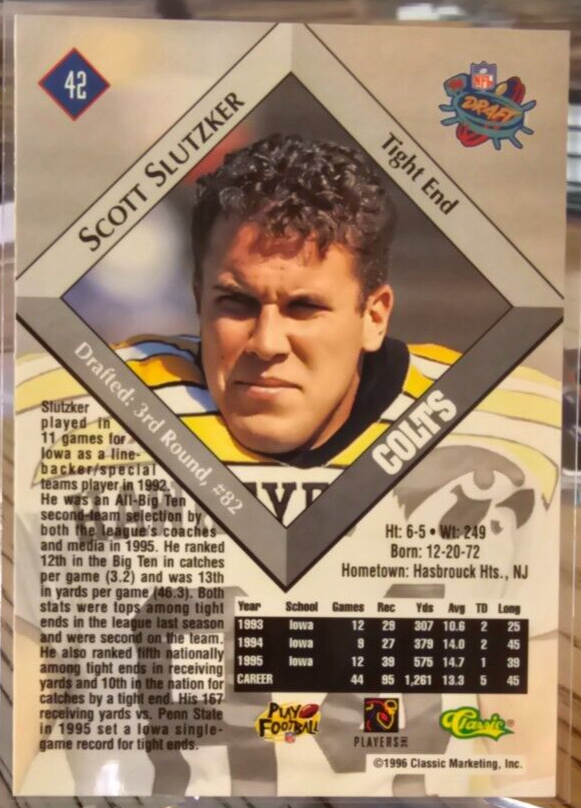 42
NFL
DRAFT
SCOTT SLUTZKER
Tight End
Drafted: 3rd Round, #82
COLTS
Slutzker
played in
11 games for
Iowa as a line-
backer/special
teams player in 1992.
He was an All-Big Ten
second-team selection by
both the league's coaches
and media in 1995. He ranked
12th in the Big Ten in catches
per game (3.2) and was 13th
in yards per game (46.3). Both
stats were tops among tight
ends in the league last season
and were second on the team.
He also ranked fifth nationally
among tight ends in receiving
yards and 10th in the nation for
catches by a tight end. His 167
receiving yards vs. Penn State
in 1995 set a Iowa single-
game record for tight ends.
Ht: 6-5 • Wt: 249
Born: 12-20-72
Hometown: Hasbrouck Hts., NJ
Year School Games Rec Yds Avg TD Long
1993 Iowa 12 29 307 10.6 2 25
1994 Iowa 9 27 379 14.0 2 45
1995 Iowa 12 39 575 14.7 1 39
CAREER 44 95 1,261 13.3 5 45
PLAY
FOOTBALL
PLAYERS INC
Classic®
©1996 Classic Marketing, Inc.